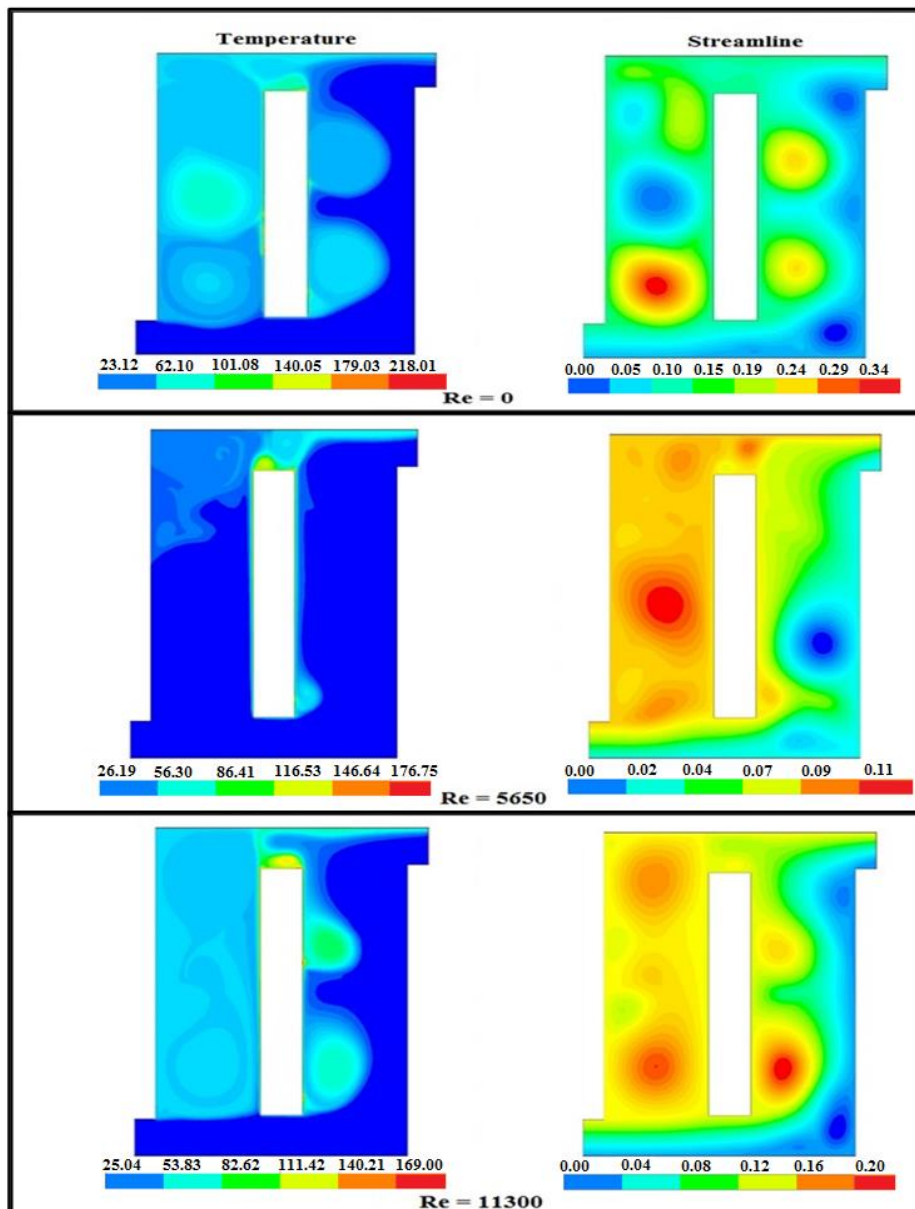 Temperature Streamline
23.12 62.10 101.08 140.05 179.03 218.01 0.00 0.05 0.10 0.15 0.19 0.24 0.29 0.34
Re = 0
26.19 56.30 86.41 116.53 146.64 176.75 0.00 0.02 0.04 0.07 0.09 0.11
Re = 5650
25.04 53.83 82.62 111.42 140.21 169.00 0.00 0.04 0.08 0.12 0.16 0.20
Re = 11300